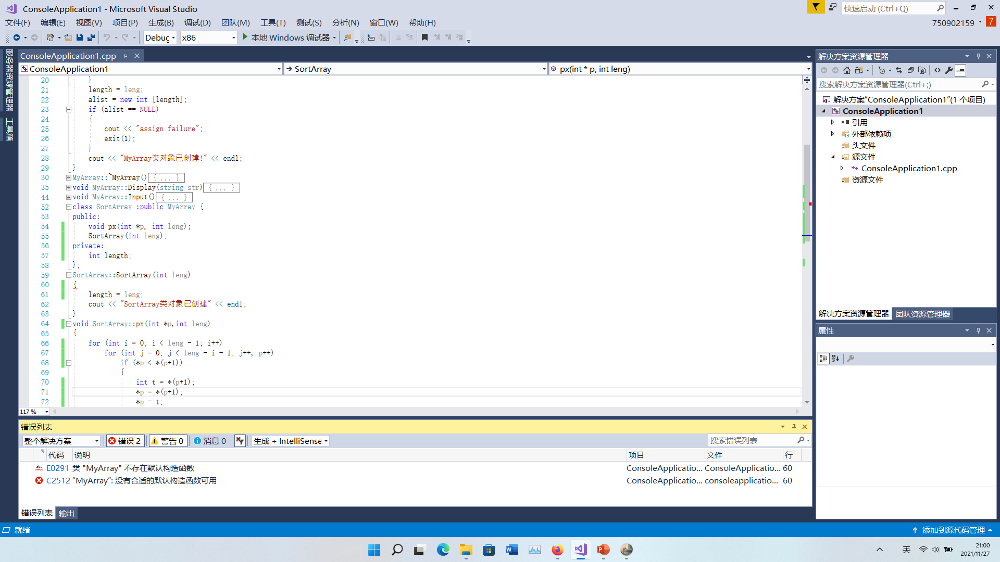 ConsoleApplication1 - Microsoft Visual Studio
快速启动 (Ctrl+Q)
文件(F) 编辑(E) 视图(V) 项目(P) 生成(B) 调试(D) 团队(M) 工具(T) 测试(S) 分析(N) 窗口(W) 帮助(H)
750902159
7
Debug x86 本地 Windows 调试器
服务器资源管理器
工具箱
ConsoleApplication1.cpp
ConsoleApplication1 SortArray px(int * p, int leng)
20 }
21 length = leng;
22 alist = new int [length];
23 if (alist == NULL)
24 {
25 cout << "assign failure";
26 exit(1);
27 }
28 cout << "MyArray类对象已创建!" << endl;
29 }
30 MyArray::~MyArray() { ... }
35 void MyArray::Display(string str) { ... }
44 void MyArray::Input() { ... }
52 class SortArray :public MyArray {
53 public:
54 void px(int *p, int leng);
55 SortArray(int leng);
56 private:
57 int length;
58 };
59 SortArray::SortArray(int leng)
60 {
61 length = leng;
62 cout << "SortArray类对象已创建" << endl;
63 }
64 void SortArray::px(int *p,int leng)
65 {
66 for (int i = 0; i < leng - 1; i++)
67 for (int j = 0; j < leng - i - 1; j++, p++)
68 if (*p < *(p+1))
69 {
70 int t = *(p+1);
71 *p = *(p+1);
72 *p = t;
117 %
解决方案资源管理器
搜索解决方案资源管理器(Ctrl+;)
解决方案"ConsoleApplication1"(1 个项目)
ConsoleApplication1
引用
外部依赖项
头文件
源文件
ConsoleApplication1.cpp
资源文件
解决方案资源管理器 团队资源管理器
属性
错误列表
整个解决方案 错误 2 警告 0 消息 0 生成 + IntelliSense 搜索错误列表
代码 说明 项目 文件 行
E0291 类 "MyArray" 不存在默认构造函数 ConsoleApplicatio... ConsoleApplication... 60
C2512 “MyArray”: 没有合适的默认构造函数可用 ConsoleApplicatio... consoleapplicatio... 60
错误列表 输出
就绪
添加到源代码管理
英
21:00
2021/11/27